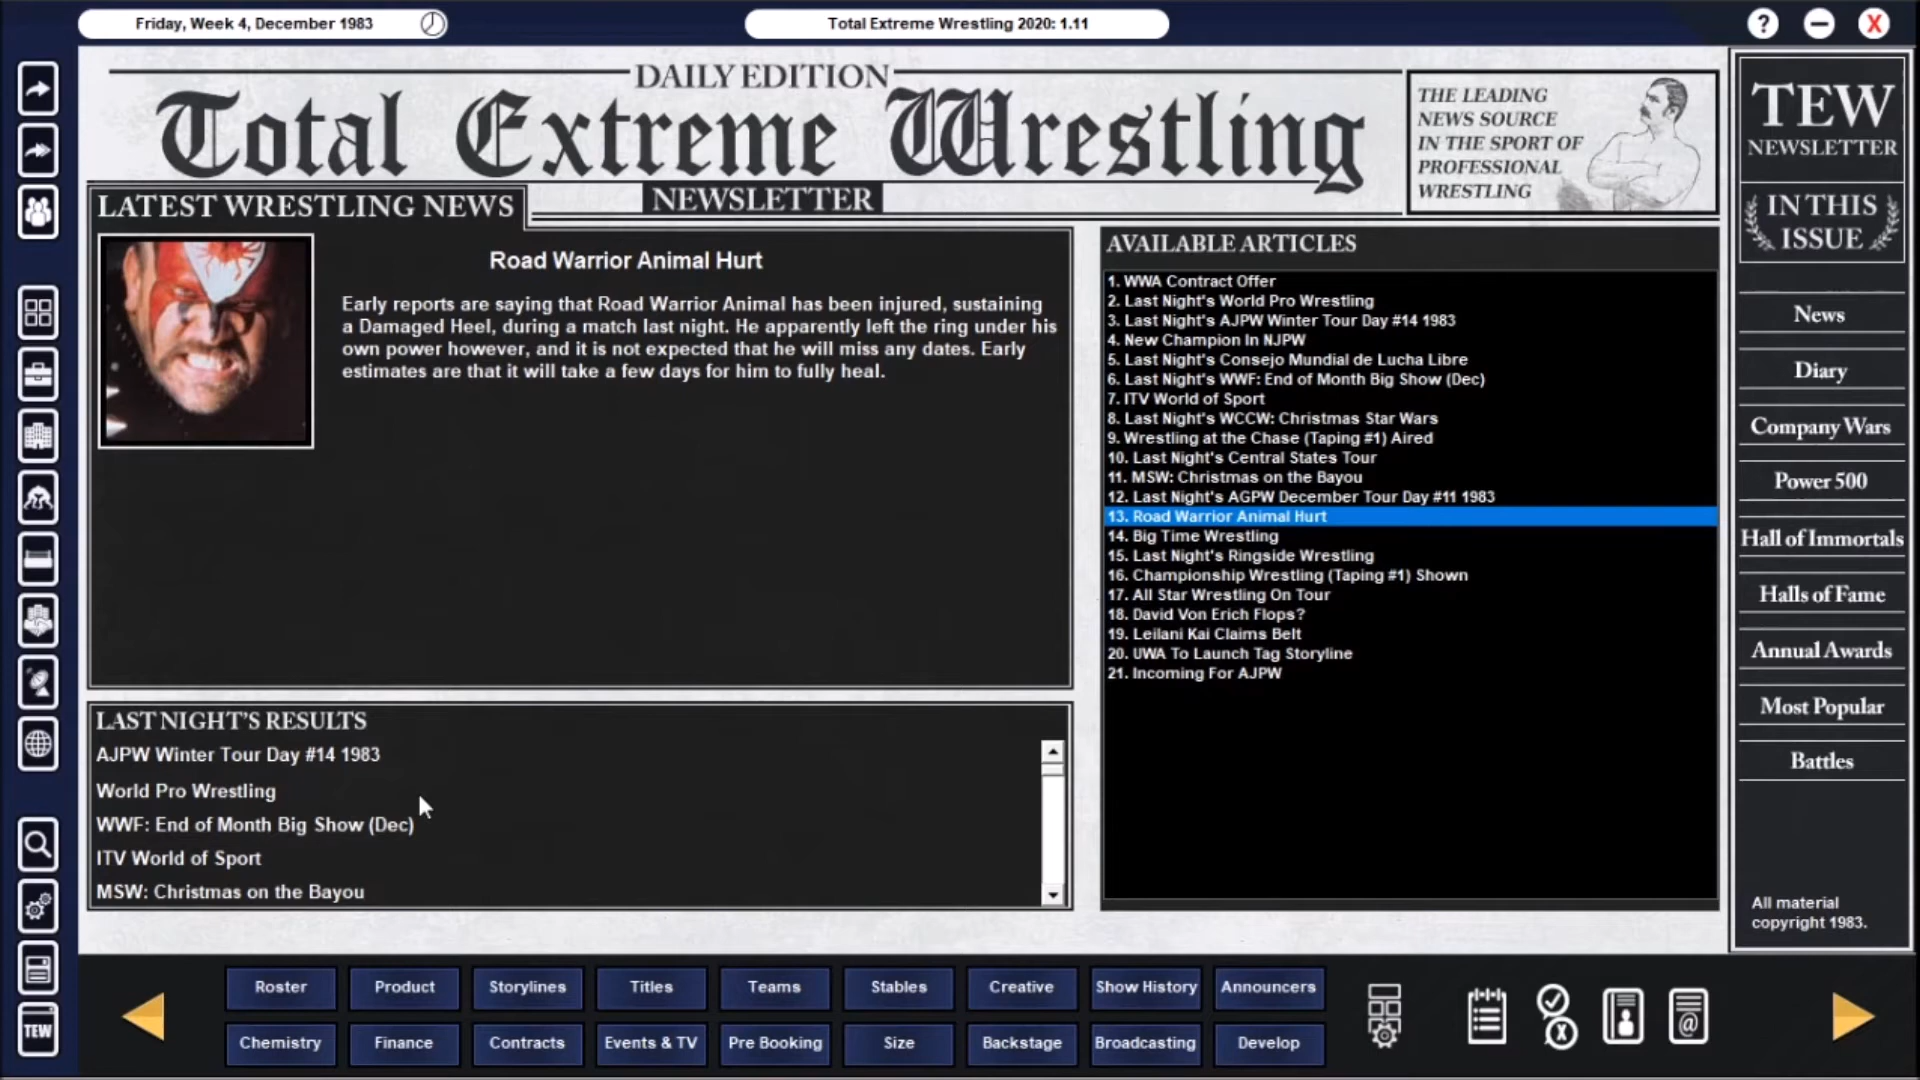 Friday, Week 4, December 1983
Total Extreme Wrestling 2020: 1.11
?
X
DAILY EDITION
Total Extreme Wrestling
NEWSLETTER
THE LEADING
NEWS SOURCE
IN THE SPORT OF
PROFESSIONAL
WRESTLING
TEW
NEWSLETTER
IN THIS
ISSUE
LATEST WRESTLING NEWS
Road Warrior Animal Hurt
Early reports are saying that Road Warrior Animal has been injured, sustaining
a Damaged Heel, during a match last night. He apparently left the ring under his
own power however, and it is not expected that he will miss any dates. Early
estimates are that it will take a few days for him to fully heal.
AVAILABLE ARTICLES
1. WWA Contract Offer
2. Last Night's World Pro Wrestling
3. Last Night's AJPW Winter Tour Day #14 1983
4. New Champion In NJPW
5. Last Night's Consejo Mundial de Lucha Libre
6. Last Night's WWF: End of Month Big Show (Dec)
7. ITV World of Sport
8. Last Night's WCCW: Christmas Star Wars
9. Wrestling at the Chase (Taping #1) Aired
10. Last Night's Central States Tour
11. MSW: Christmas on the Bayou
12. Last Night's AGPW December Tour Day #11 1983
13. Road Warrior Animal Hurt
14. Big Time Wrestling
15. Last Night's Ringside Wrestling
16. Championship Wrestling (Taping #1) Shown
17. All Star Wrestling On Tour
18. David Von Erich Flops?
19. Leilani Kai Claims Belt
20. UWA To Launch Tag Storyline
21. Incoming For AJPW
News
Diary
Company Wars
Power 500
Hall of Immortals
Halls of Fame
Annual Awards
Most Popular
Battles
All material
copyright 1983.
LAST NIGHT'S RESULTS
AJPW Winter Tour Day #14 1983
World Pro Wrestling
WWF: End of Month Big Show (Dec)
ITV World of Sport
MSW: Christmas on the Bayou
TEW
Roster
Product
Storylines
Titles
Teams
Stables
Creative
Show History
Announcers
Chemistry
Finance
Contracts
Events & TV
Pre Booking
Size
Backstage
Broadcasting
Develop
@